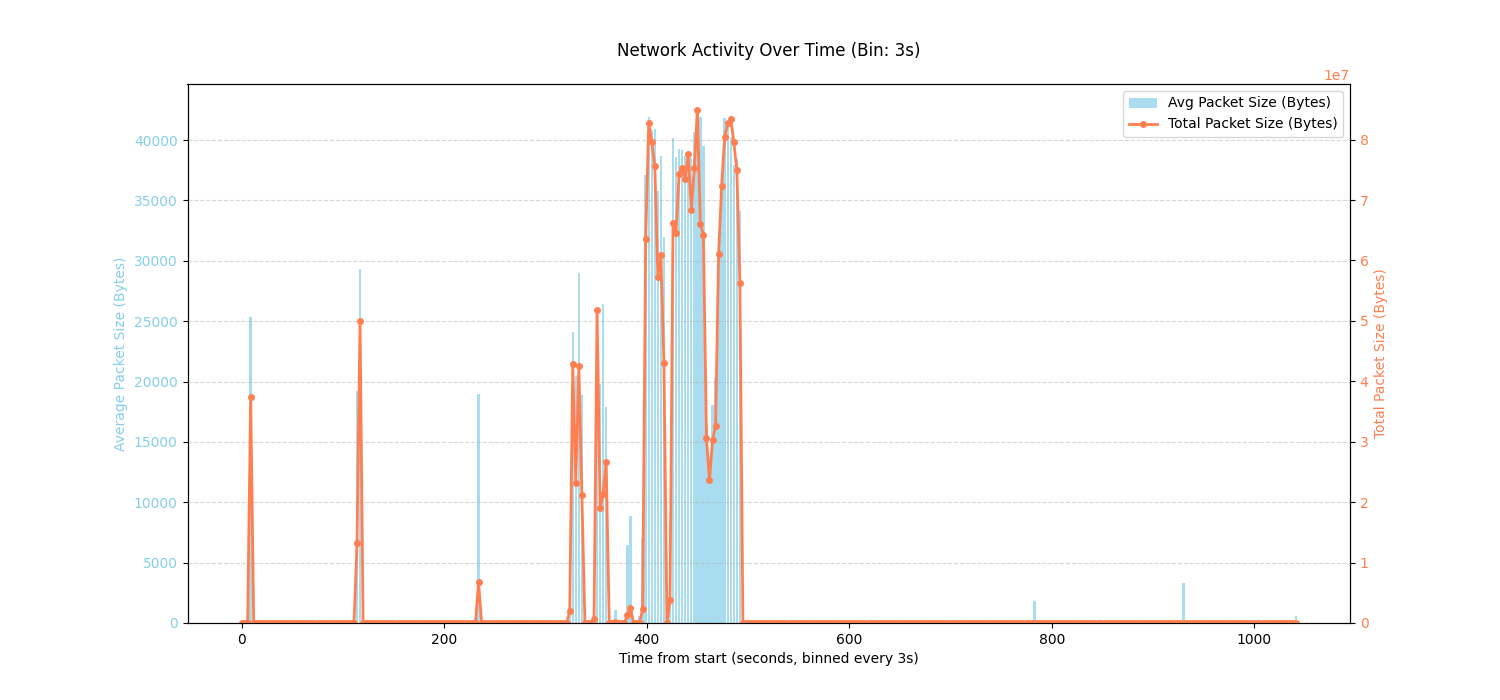 Network Activity Over Time (Bin: 3s)
1e7
Avg Packet Size (Bytes)
Total Packet Size (Bytes)
Average Packet Size (Bytes)
40000
35000
30000
25000
20000
15000
10000
5000
0
8
7
6
5
4
3
2
1
0
Total Packet Size (Bytes)
0 200 400 600 800 1000
Time from start (seconds, binned every 3s)